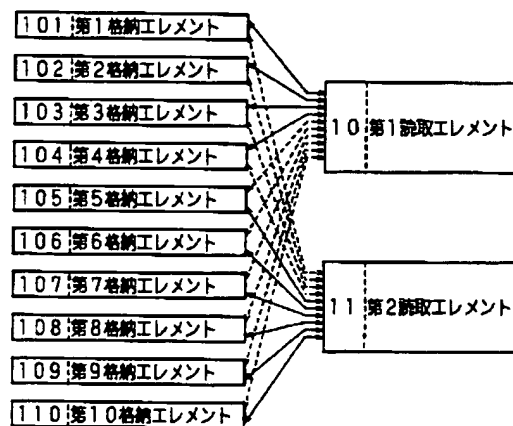 101 第1格納エレメント
102 第2格納エレメント
103 第3格納エレメント
104 第4格納エレメント
105 第5格納エレメント
106 第6格納エレメント
107 第7格納エレメント
108 第8格納エレメント
109 第9格納エレメント
110 第10格納エレメント
10 第1読取エレメント
11 第2読取エレメント